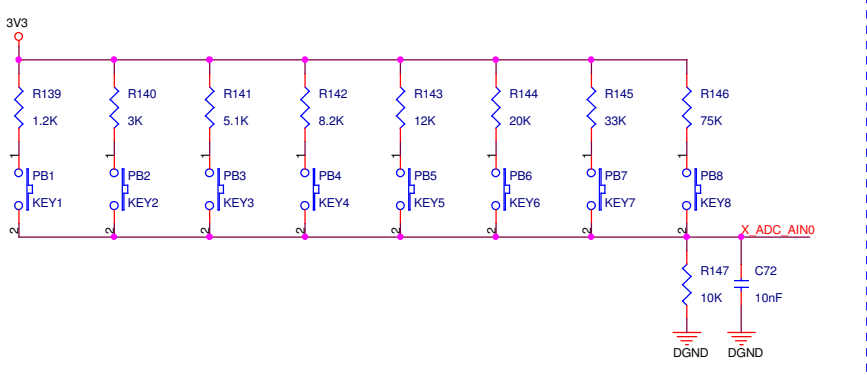 3V3
R139 R140 R141 R142 R143 R144 R145 R146
1.2K 3K 5.1K 8.2K 12K 20K 33K 75K
1 1 1 1 1 1 1 1
PB1 PB2 PB3 PB4 PB5 PB6 PB7 PB8
KEY1 KEY2 KEY3 KEY4 KEY5 KEY6 KEY7 KEY8
2 2 2 2 2 2 2 2 X_ADC_AIN0
R147 C72
10K 10nF
DGND DGND